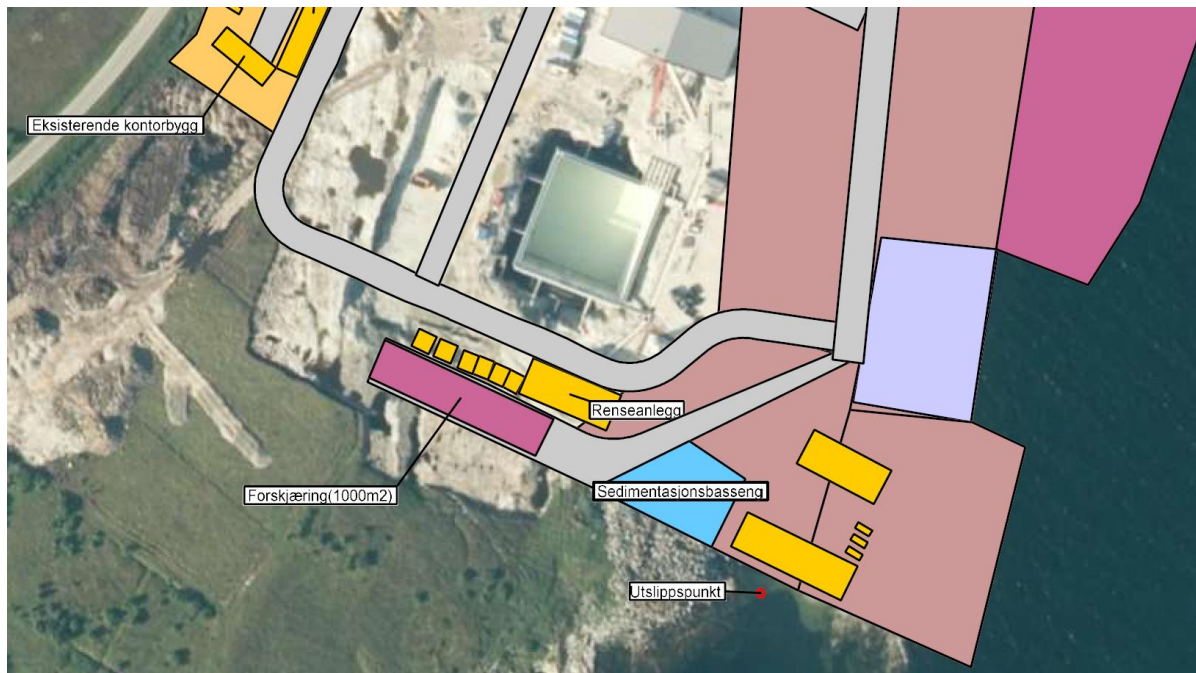 Eksisterende kontorbygg
Renseanlegg
Forskjæring(1000m2)
Sedimentasjonsbasseng
Utslippspunkt